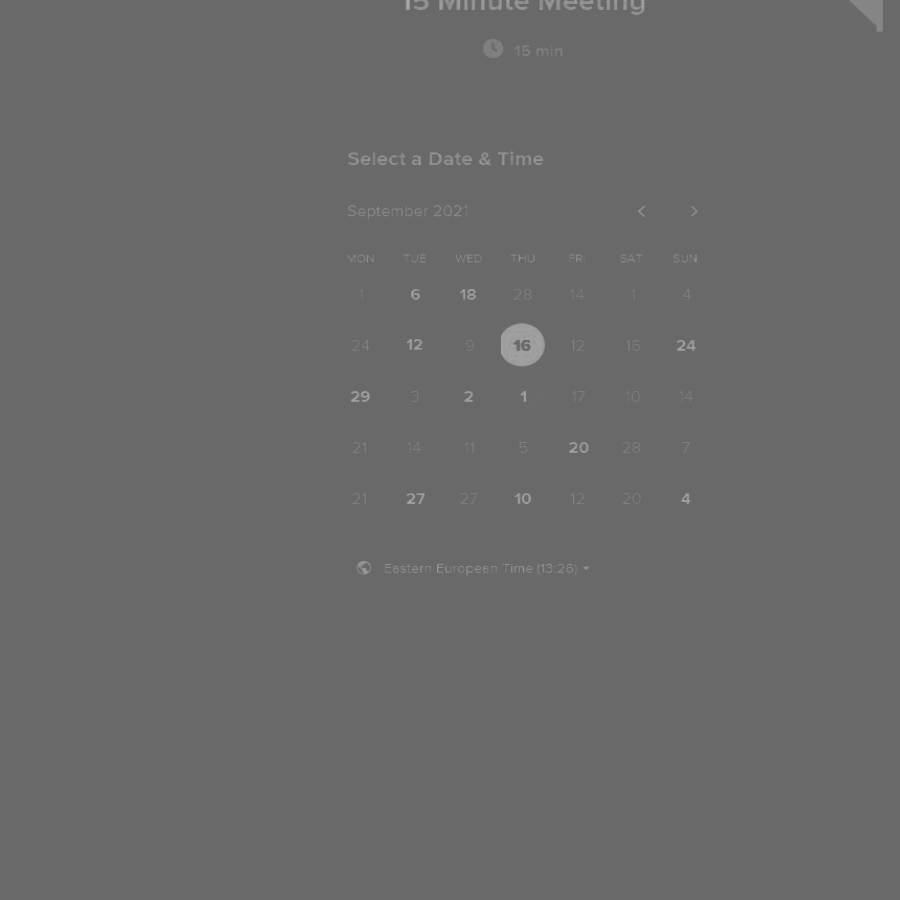 15 Minute Meeting
15 min
Select a Date & Time
September 2021
MON TUE WED THU FRI SAT SUN
1 6 18 28 14 1 4
24 12 9 16 12 16 24
29 3 2 1 17 10 14
21 14 11 5 20 28 7
21 27 27 10 12 20 4
Eastern European Time (13:26)